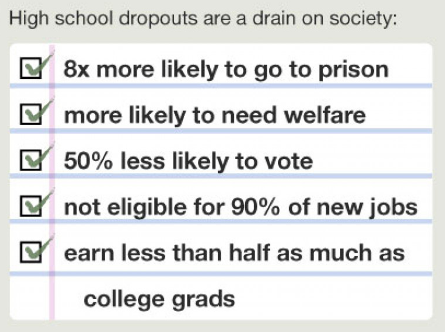 High school dropouts are a drain on society:
8x more likely to go to prison
more likely to need welfare
50% less likely to vote
not eligible for 90% of new jobs
earn less than half as much as
college grads